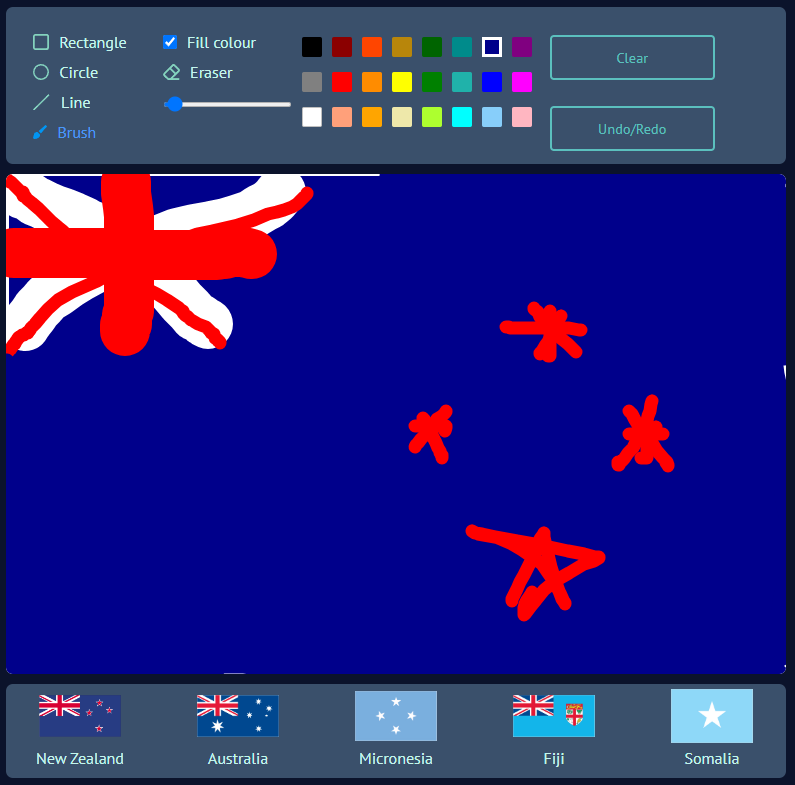 Rectangle
Circle
Line
Brush
Fill colour
Eraser
Clear
Undo/Redo
New Zealand
Australia
Micronesia
Fiji
Somalia